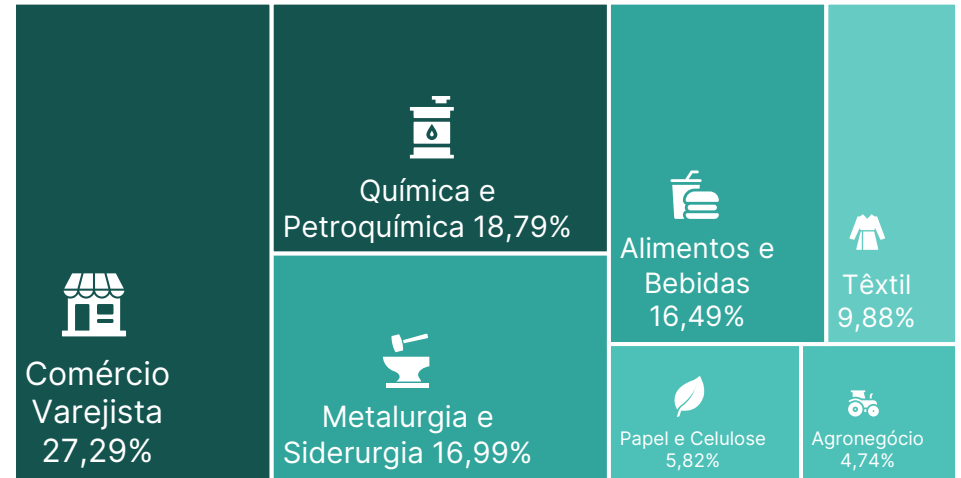 Comércio
Varejista
27,29%
Química e
Petroquímica 18,79%
Metalurgia e
Siderurgia 16,99%
Alimentos e
Bebidas
16,49%
Têxtil
9,88%
Papel e Celulose
5,82%
Agronegócio
4,74%